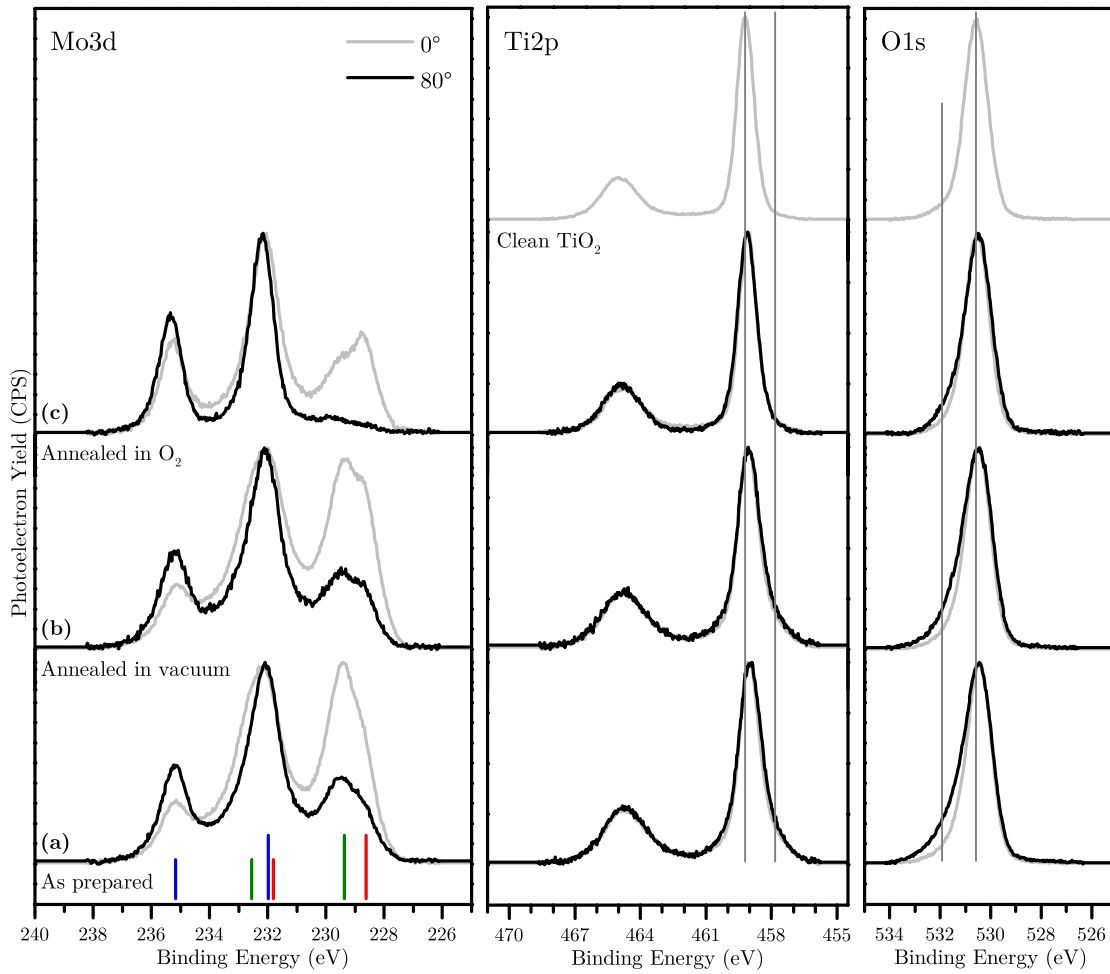 Mo3d
0°
80°
Ti2p
O1s
Clean TiO₂
Photoelectron Yield (CPS)
(c)
Annealed in O₂
(b)
Annealed in vacuum
(a)
As prepared
240 238 236 234 232 230 228 226
470 467 464 461 458 455
534 532 530 528 526
Binding Energy (eV)
Binding Energy (eV)
Binding Energy (eV)